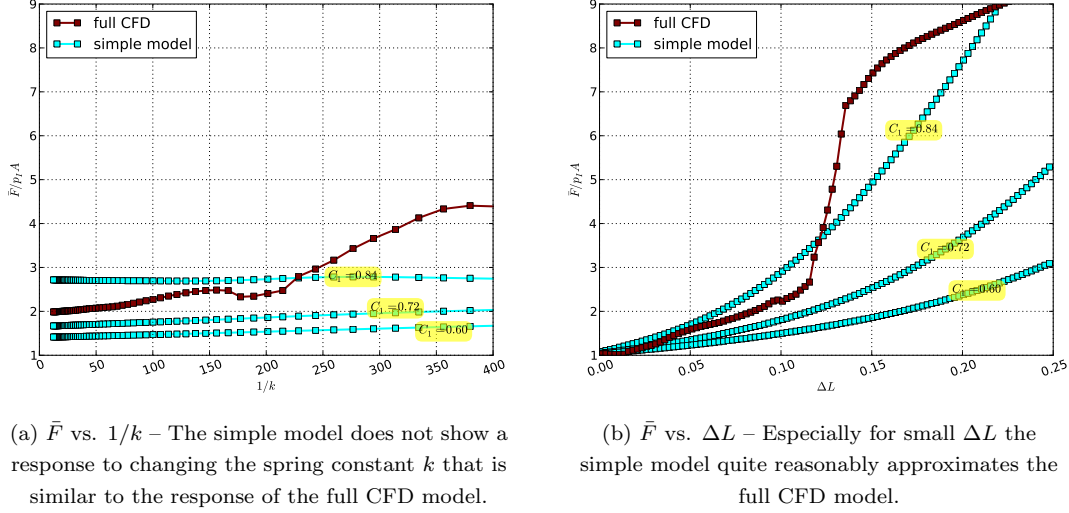 full CFD
simple model
9
8
7
6
5
4
3
2
1
F̄/p_I A
C_1 = 0.84
C_1 = 0.72
C_1 = 0.60
0 50 100 150 200 250 300 350 400
1/k
full CFD
simple model
9
8
7
6
5
4
3
2
1
F̄/p_I A
C_1 = 0.84
C_1 = 0.72
C_1 = 0.60
0.00 0.05 0.10 0.15 0.20 0.25
ΔL
(a) F̄ vs. 1/k – The simple model does not show a
response to changing the spring constant k that is
similar to the response of the full CFD model.
(b) F̄ vs. ΔL – Especially for small ΔL the
simple model quite reasonably approximates the
full CFD model.